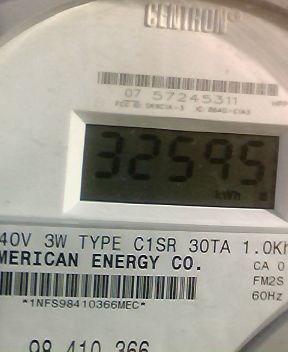 CENTRON®
07 57245311
32595
kWh
40V 3W TYPE C1SR 30TA 1.0Kh
MERICAN ENERGY CO.
CA 0
FM2S
60Hz
*1NFS98410366MEC*
98 410 366